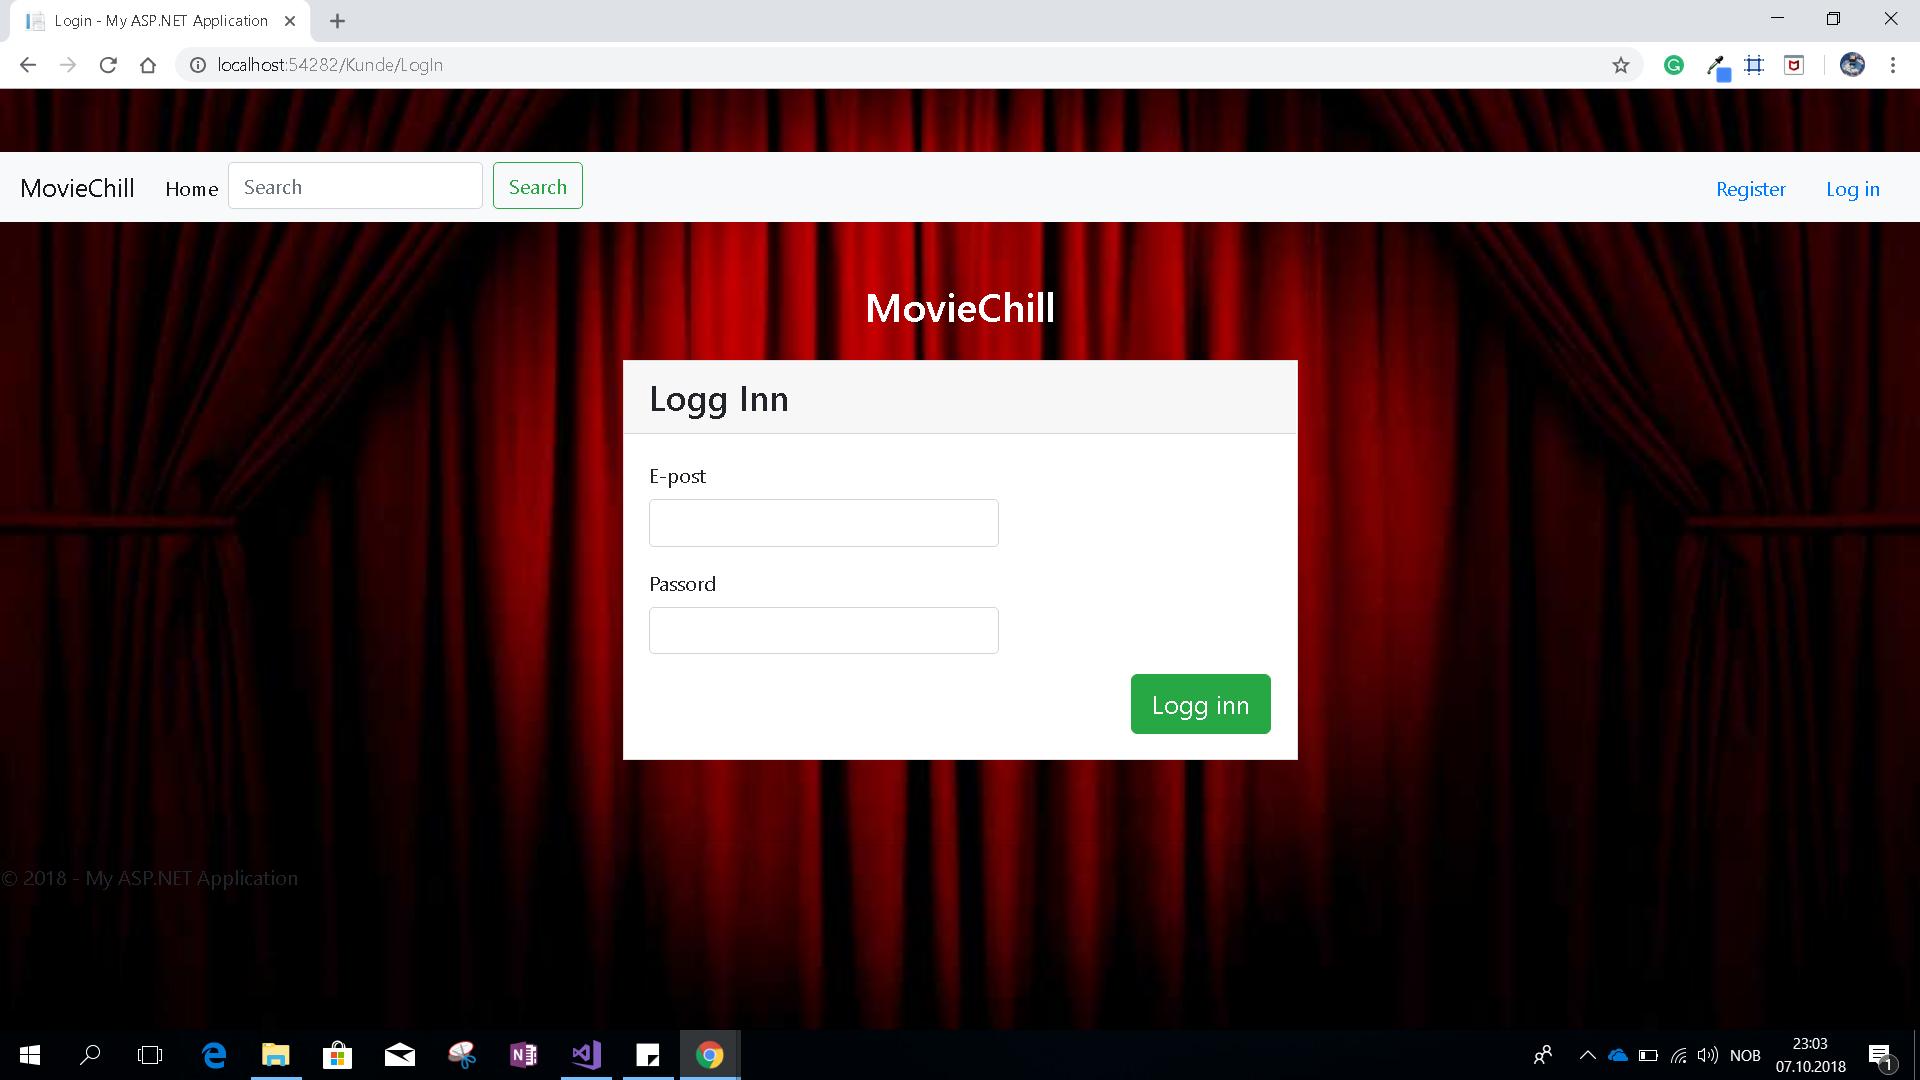 Login - My ASP.NET Application
localhost:54282/Kunde/LogIn
MovieChill Home Search Search Register Log in
MovieChill
Logg Inn
E-post
Passord
Logg inn
© 2018 - My ASP.NET Application
NOB 23:03
07.10.2018 1